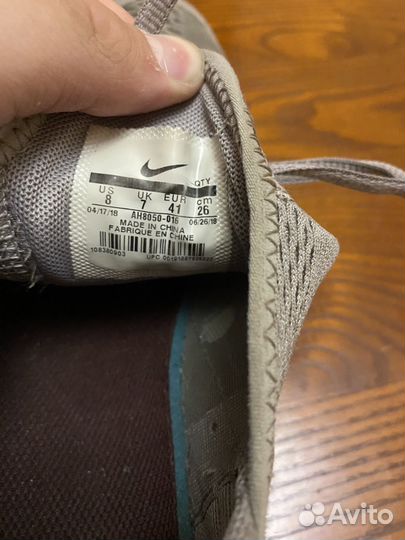 US UK EUR cm QTY
8 7 41 26
04/17/18 AH8050-016 06/26/18
MADE IN CHINA
FABRIQUE EN CHINE
108380903
UPC
Avito